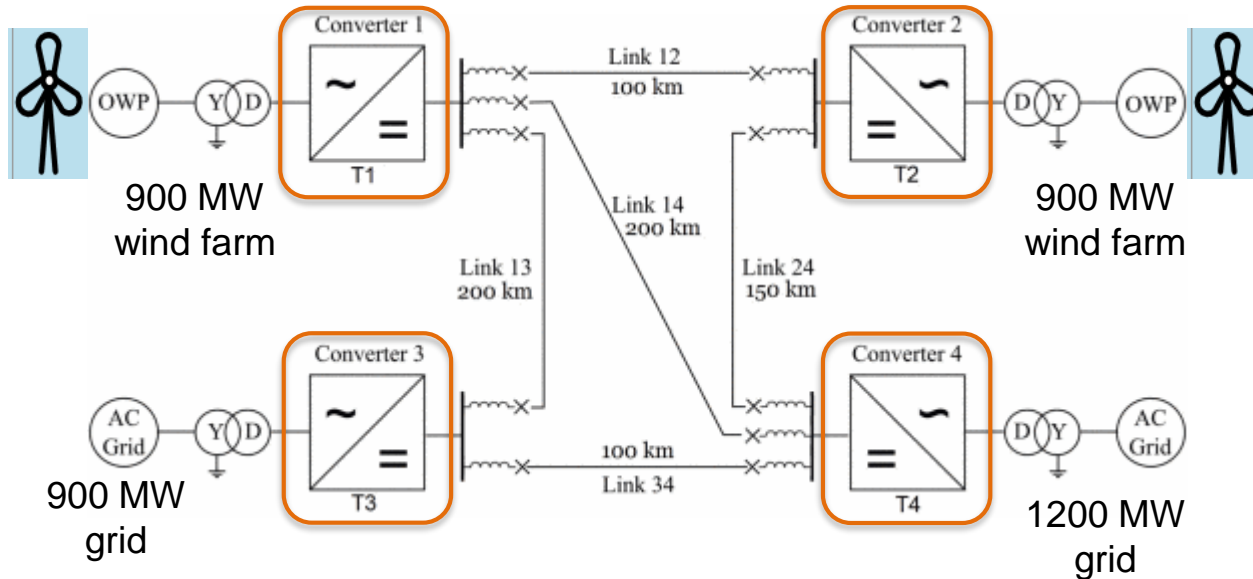 Converter 1
Converter 2
Link 12
100 km
OWP
Y D
~
=
T1
~
=
T2
D Y
OWP
900 MW
wind farm
Link 14
200 km
900 MW
wind farm
Link 13
200 km
Link 24
150 km
Converter 3
Converter 4
AC
Grid
Y D
~
=
T3
100 km
Link 34
~
=
T4
D Y
AC
Grid
900 MW
grid
1200 MW
grid